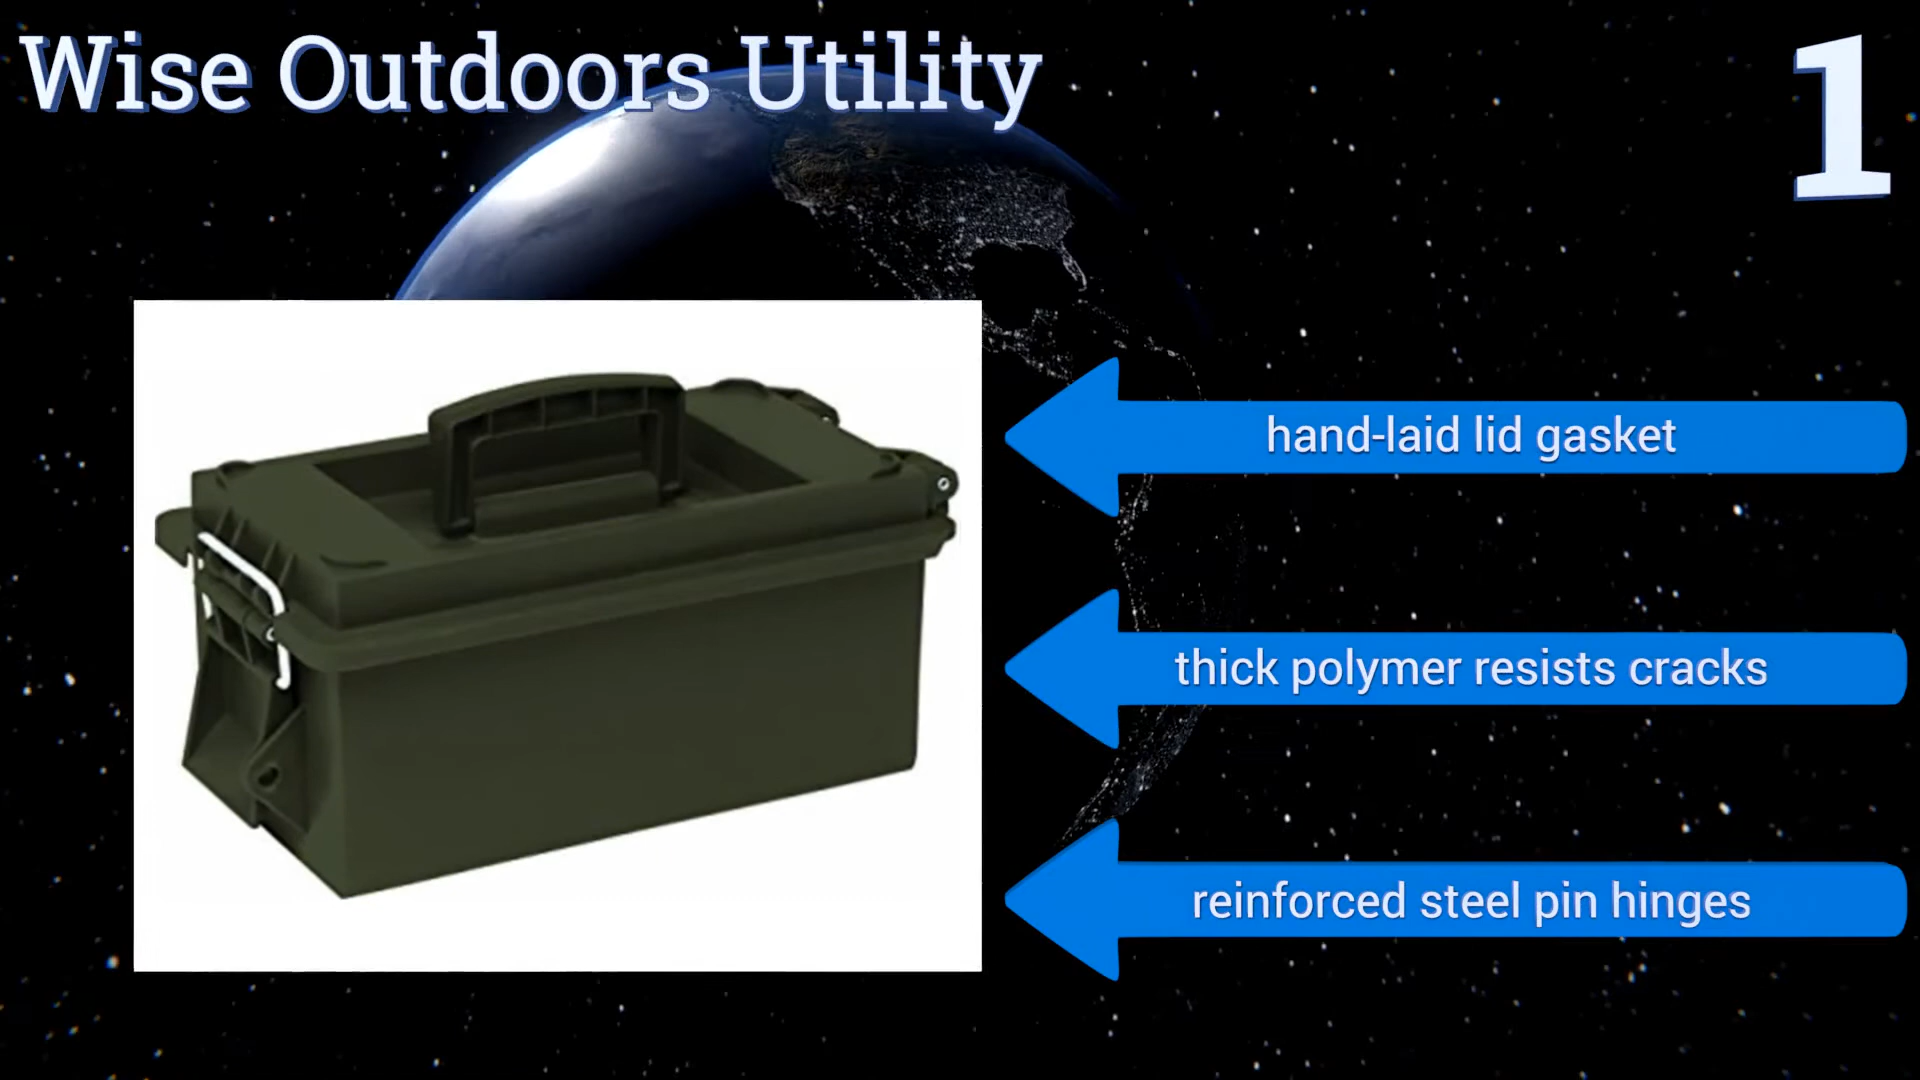 Wise Outdoors Utility
1
hand-laid lid gasket
thick polymer resists cracks
reinforced steel pin hinges